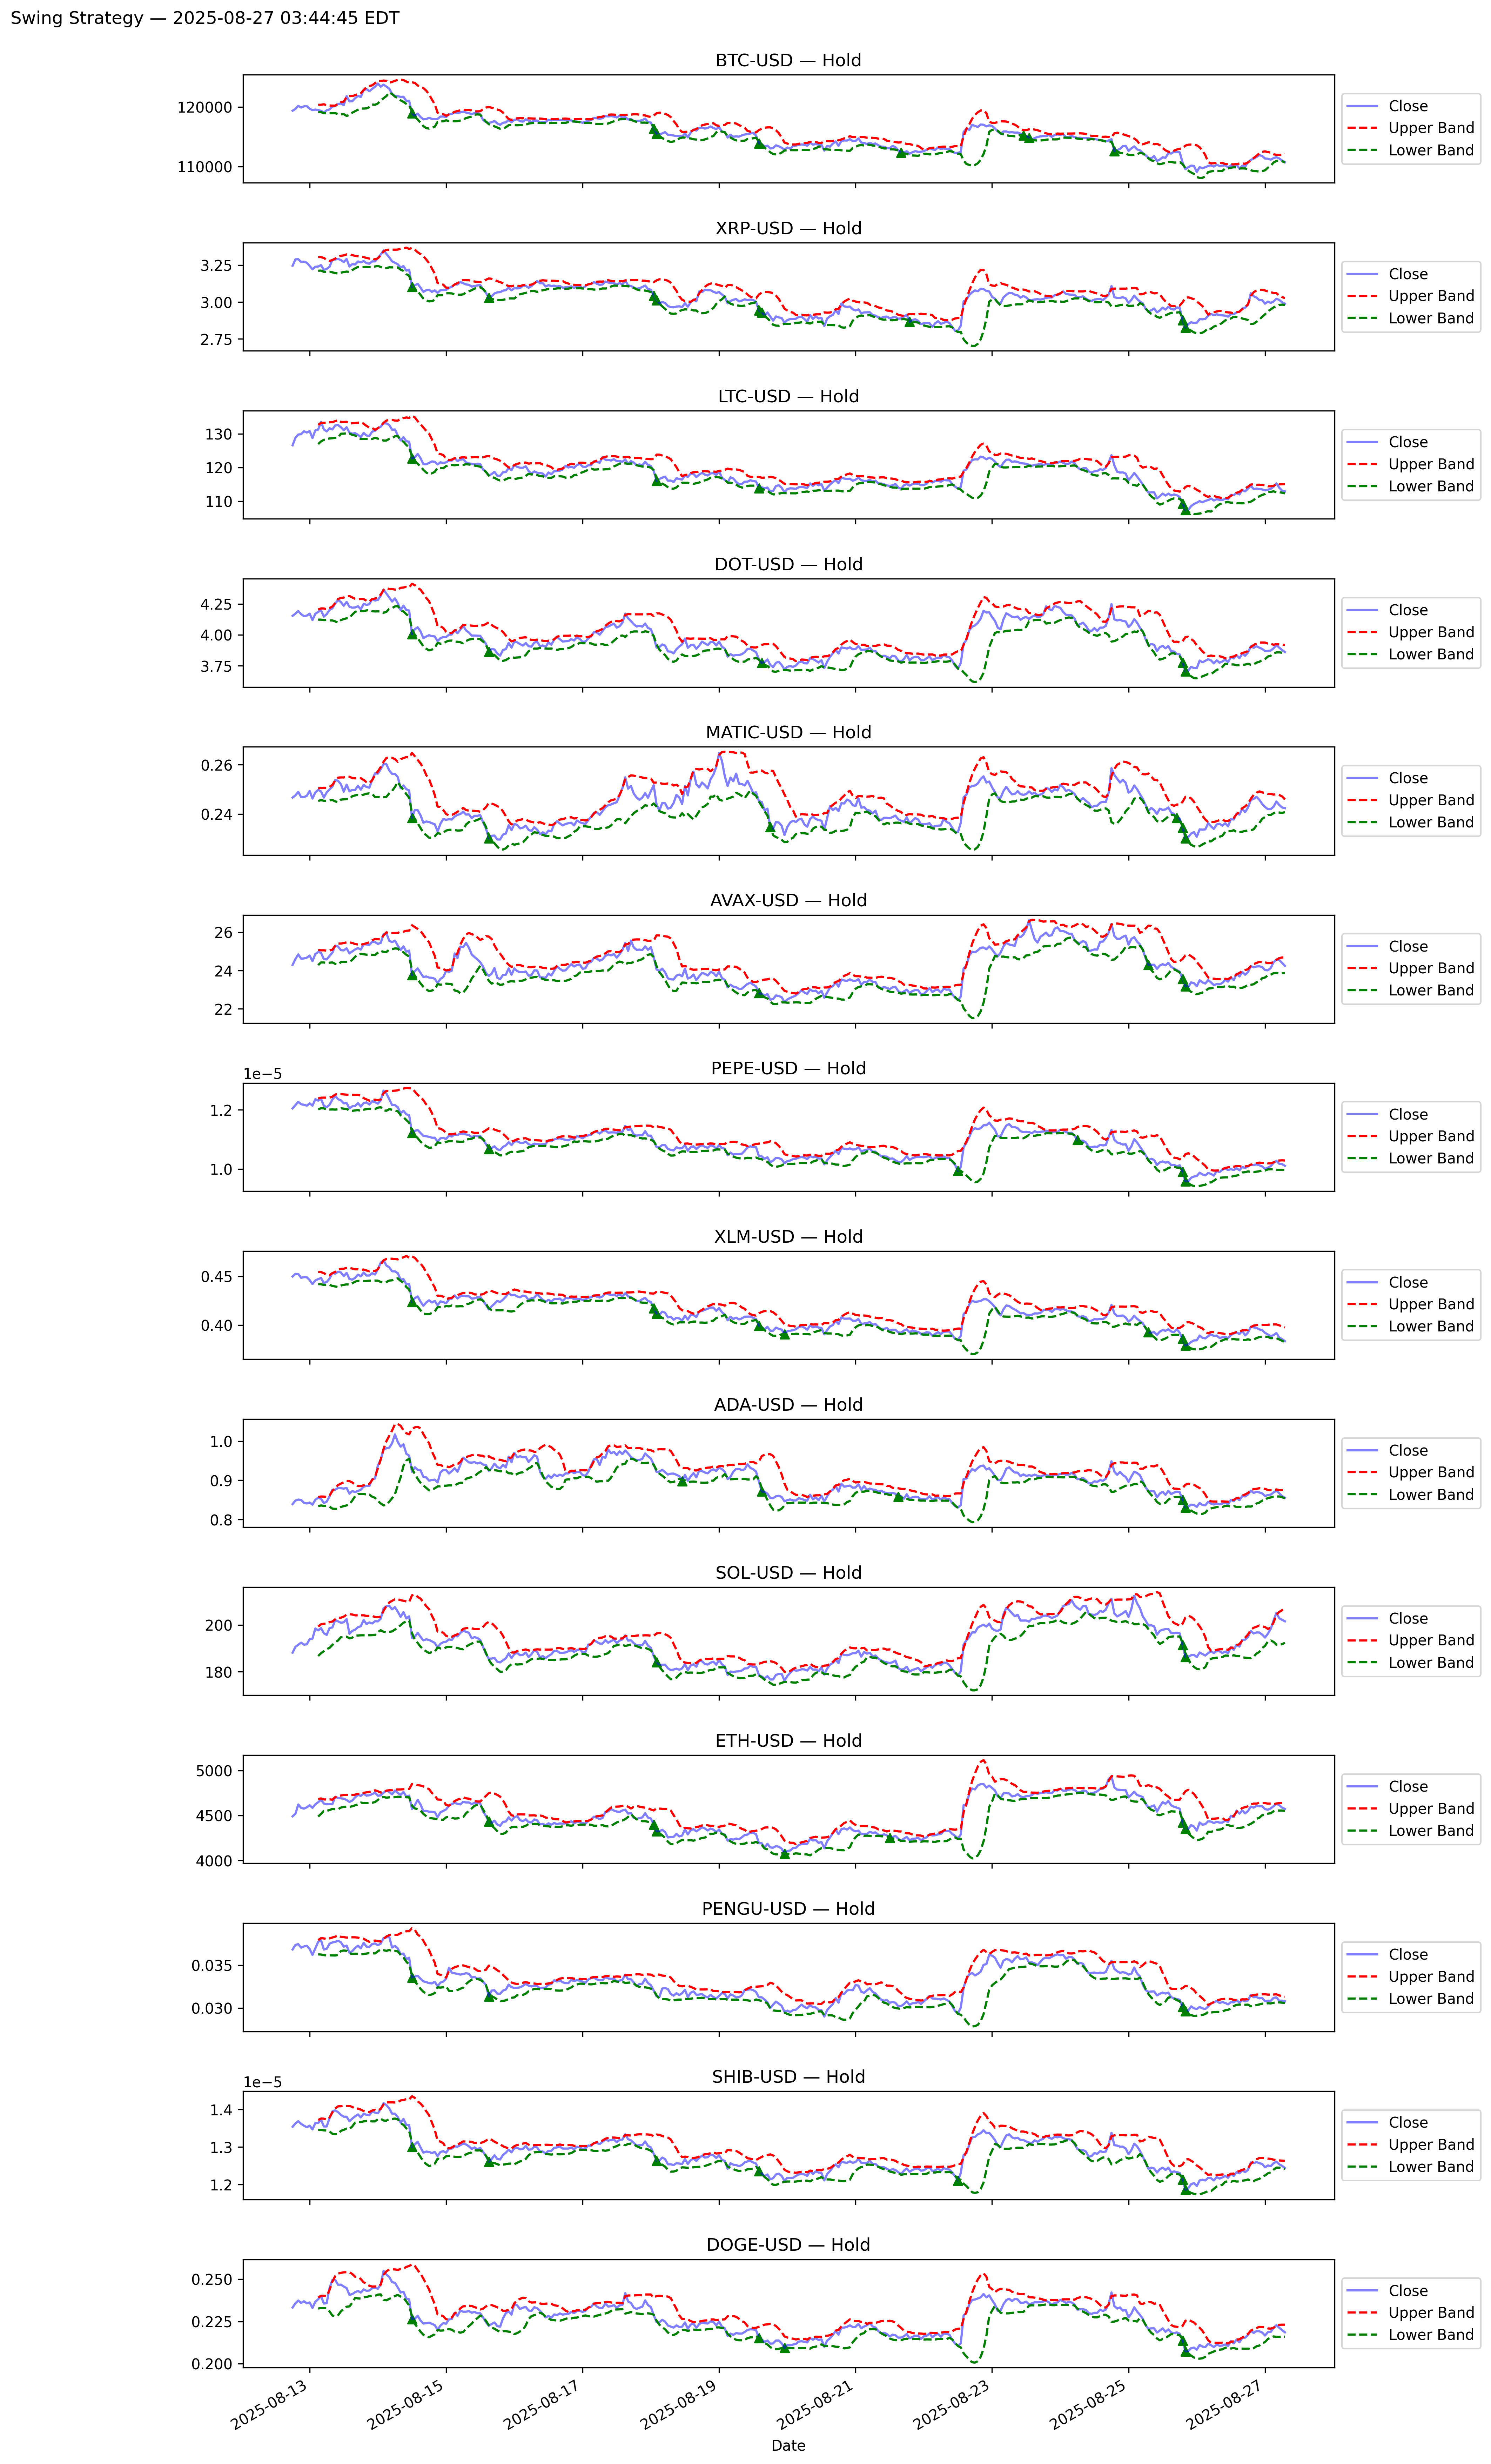 Swing Strategy — 2025-08-27 03:44:45 EDT
BTC-USD — Hold
120000
110000
Close
Upper Band
Lower Band
XRP-USD — Hold
3.25
3.00
2.75
Close
Upper Band
Lower Band
LTC-USD — Hold
130
120
110
Close
Upper Band
Lower Band
DOT-USD — Hold
4.25
4.00
3.75
Close
Upper Band
Lower Band
MATIC-USD — Hold
0.26
0.24
Close
Upper Band
Lower Band
AVAX-USD — Hold
26
24
22
Close
Upper Band
Lower Band
PEPE-USD — Hold
1e−5
1.2
1.0
Close
Upper Band
Lower Band
XLM-USD — Hold
0.45
0.40
Close
Upper Band
Lower Band
ADA-USD — Hold
1.0
0.9
0.8
Close
Upper Band
Lower Band
SOL-USD — Hold
200
180
Close
Upper Band
Lower Band
ETH-USD — Hold
5000
4500
4000
Close
Upper Band
Lower Band
PENGU-USD — Hold
0.035
0.030
Close
Upper Band
Lower Band
SHIB-USD — Hold
1e−5
1.4
1.3
1.2
Close
Upper Band
Lower Band
DOGE-USD — Hold
0.250
0.225
0.200
Close
Upper Band
Lower Band
2025-08-13
2025-08-15
2025-08-17
2025-08-19
2025-08-21
2025-08-23
2025-08-25
2025-08-27
Date